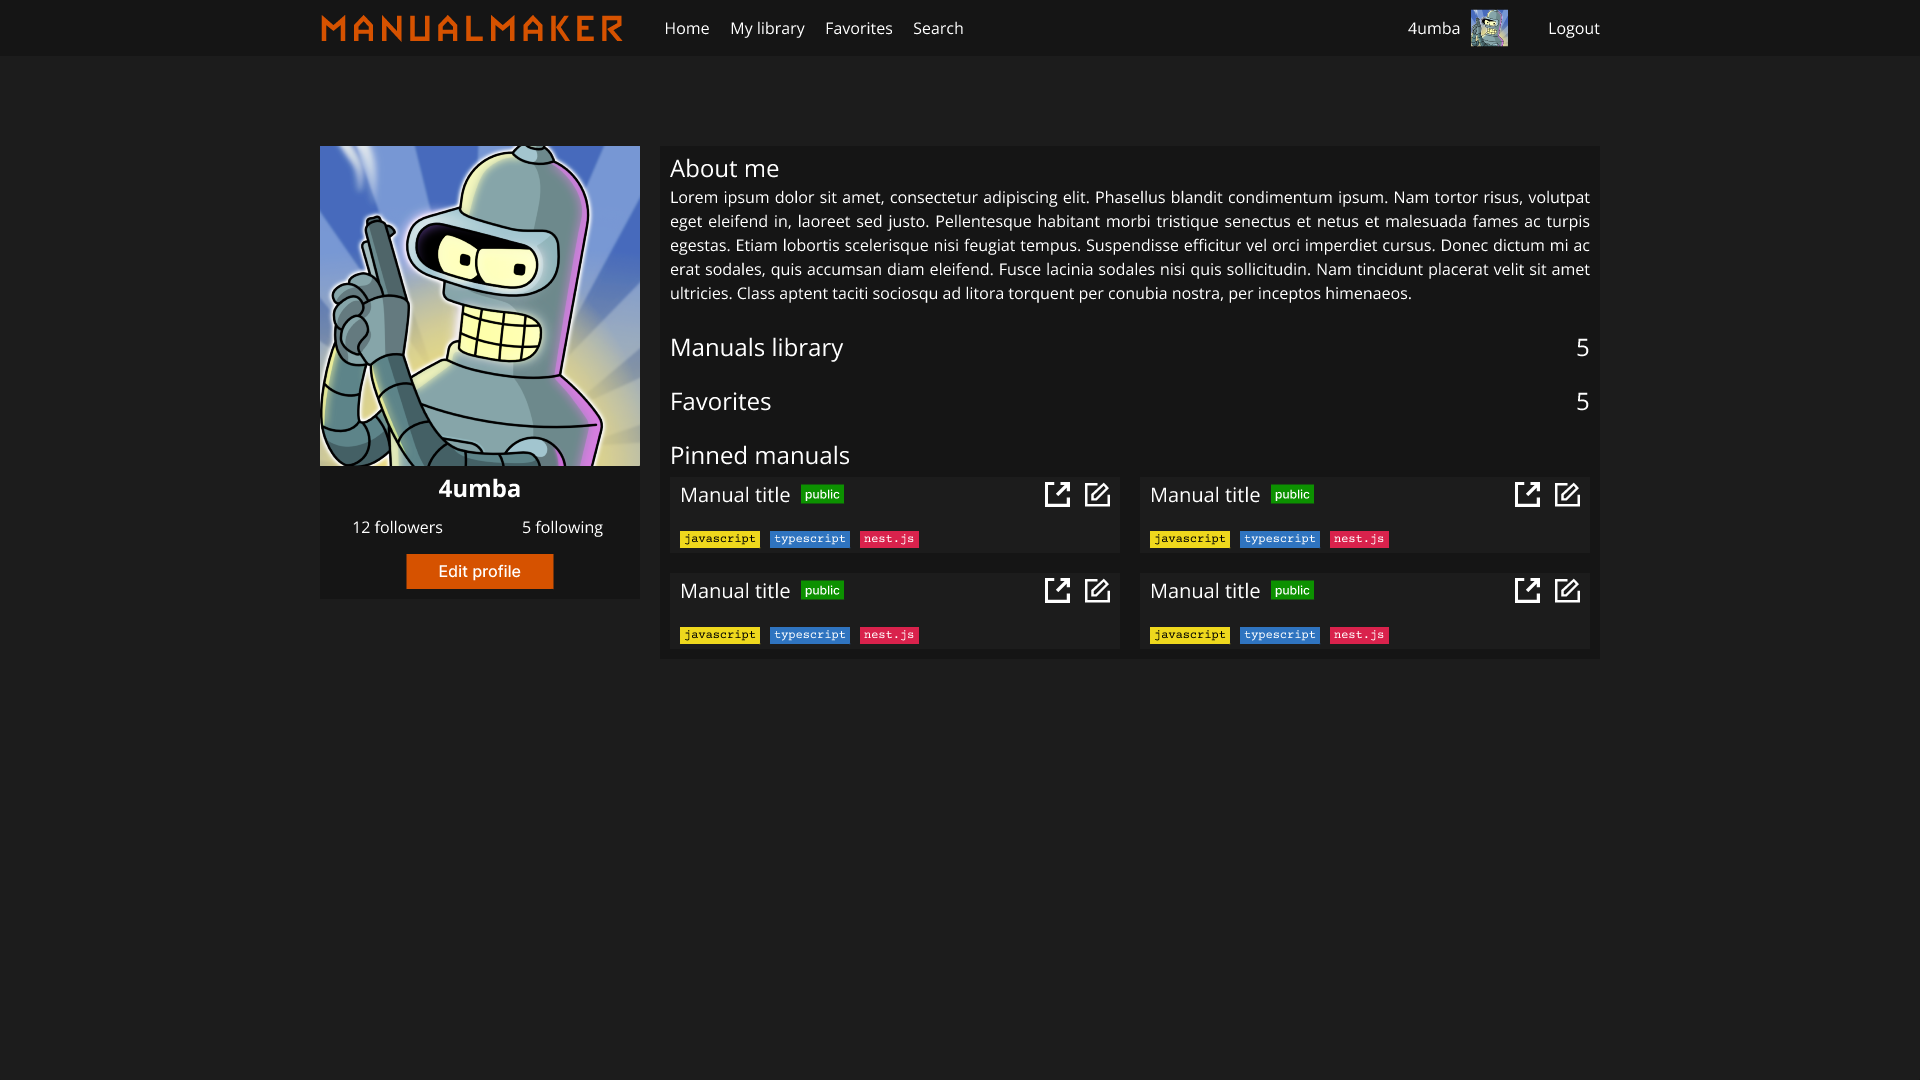 MANUALMAKER Home My library Favorites Search 4umba Logout
4umba
12 followers 5 following
Edit profile
About me
Lorem ipsum dolor sit amet, consectetur adipiscing elit. Phasellus blandit condimentum ipsum. Nam tortor risus, volutpat
eget eleifend in, laoreet sed justo. Pellentesque habitant morbi tristique senectus et netus et malesuada fames ac turpis
egestas. Etiam lobortis scelerisque nisi feugiat tempus. Suspendisse efficitur vel orci imperdiet cursus. Donec dictum mi ac
erat sodales, quis accumsan diam eleifend. Fusce lacinia sodales nisi quis sollicitudin. Nam tincidunt placerat velit sit amet
ultricies. Class aptent taciti sociosqu ad litora torquent per conubia nostra, per inceptos himenaeos.
Manuals library 5
Favorites 5
Pinned manuals
Manual title public
javascript typescript nest.js
Manual title public
javascript typescript nest.js
Manual title public
javascript typescript nest.js
Manual title public
javascript typescript nest.js